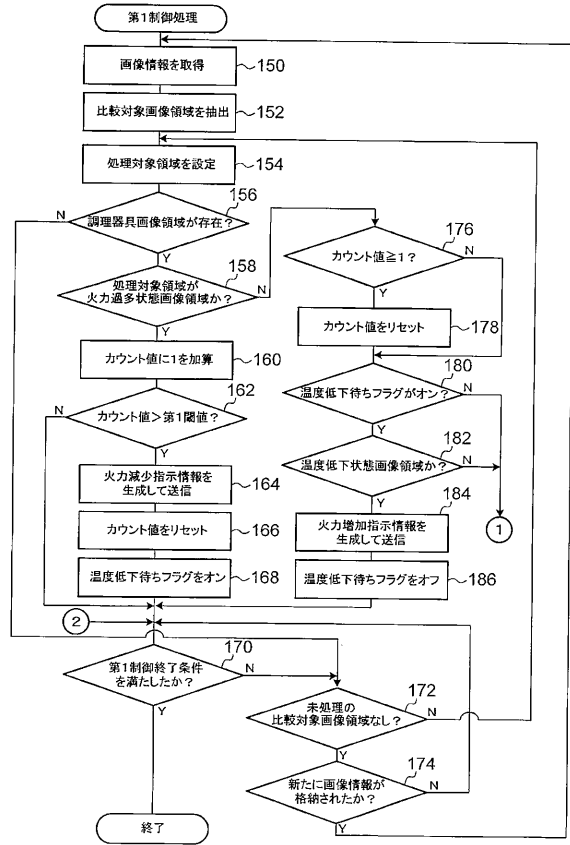 第1制御処理
画像情報を取得
150
比較対象画像領域を抽出
152
処理対象領域を設定
154
調理器具画像領域が存在？
156
N
Y
処理対象領域が
火力過多状態画像領域か？
158
N
Y
カウント値に1を加算
160
カウント値>第1閾値？
162
N
Y
火力減少指示情報を
生成して送信
164
カウント値をリセット
166
温度低下待ちフラグをオン
168
カウント値≧1？
176
N
Y
カウント値をリセット
178
温度低下待ちフラグがオン？
180
N
Y
温度低下状態画像領域か？
182
N
Y
火力増加指示情報を
生成して送信
184
温度低下待ちフラグをオフ
186
1
2
第1制御終了条件
を満たしたか？
170
N
Y
未処理の
比較対象画像領域なし？
172
N
Y
新たに画像情報が
格納されたか？
174
N
Y
終了